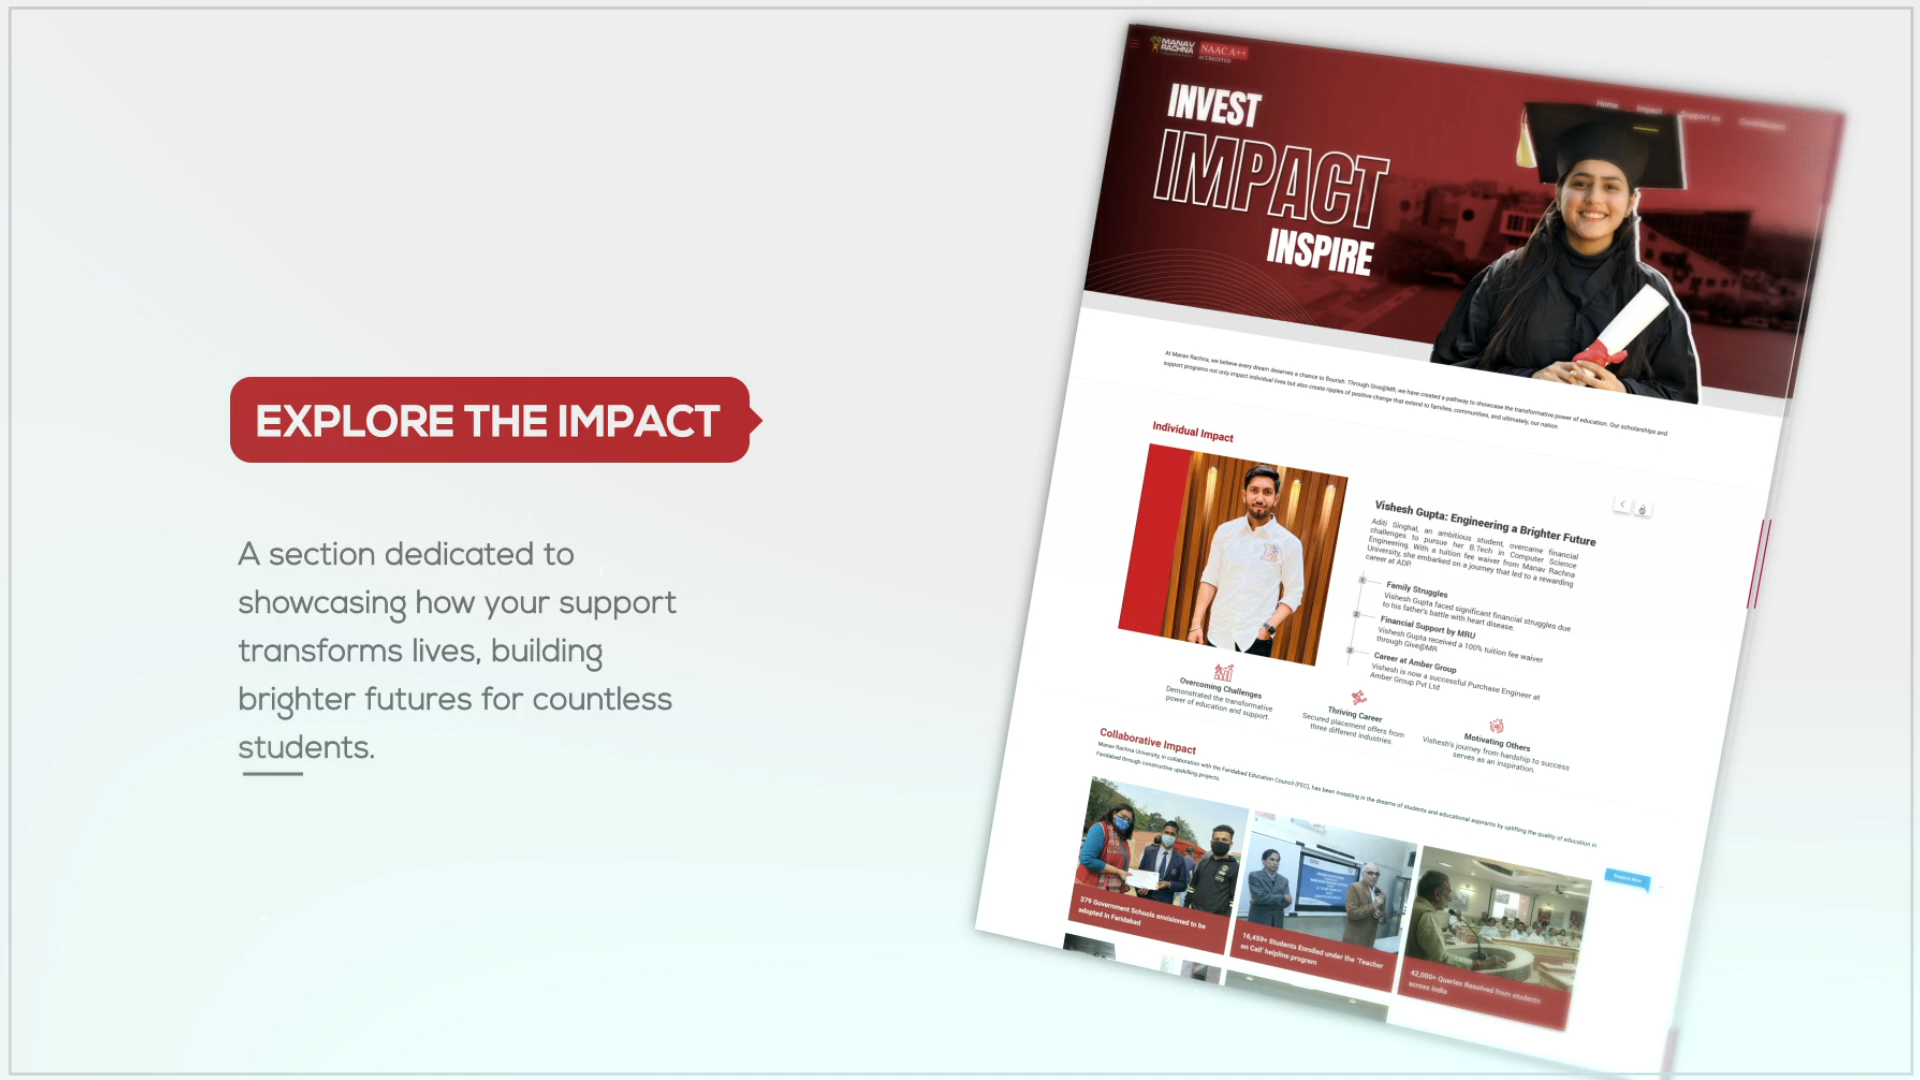 EXPLORE THE IMPACT
A section dedicated to
showcasing how your support
transforms lives, building
brighter futures for countless
students.
MANAV
RACHNA
NAAC A++
ACCREDITED
Home
Impact
Support us
Contributors
INVEST
IMPACT
INSPIRE
At Manav Rachna, we believe every dream deserves a chance to flourish. Through Give@MR, we have created a pathway to showcase the transformative power of education. Our scholarships and
support programs not only impact individual lives but also create ripples of positive change that extend to families, communities, and ultimately, our nation.
Individual Impact
Vishesh Gupta: Engineering a Brighter Future
Aditi Singhal, an ambitious student, overcame financial
challenges to pursue her B.Tech in Computer Science
Engineering. With a tuition fee waiver from Manav Rachna
University, she embarked on a journey that led to a rewarding
career at ADP.
1
Family Struggles
Vishesh Gupta faced significant financial struggles due
to his father's battle with heart disease.
2
Financial Support by MRU
Vishesh Gupta received a 100% tuition fee waiver
through Give@MR
3
Career at Amber Group
Vishesh is now a successful Purchase Engineer at
Amber Group Pvt Ltd
Overcoming Challenges
Demonstrated the transformative
power of education and support.
Thriving Career
Secured placement offers from
three different industries.
Motivating Others
Vishesh's journey from hardship to success
serves as an inspiration.
Collaborative Impact
Manav Rachna University, in collaboration with the Faridabad Education Council (FEC), has been investing in the dreams of students and educational aspirants by uplifting the quality of education in
Faridabad through constructive upskilling projects.
379 Government Schools envisioned to be
adopted in Faridabad
16,459+ Students Enrolled under the 'Teacher
on Call' helpline program
42,000+ Queries Resolved from students
across India
Enquire Now